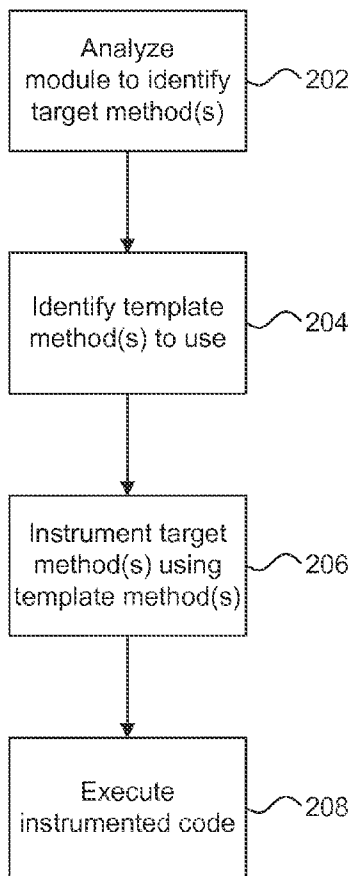 Analyze
module to identify
target method(s)
202
Identify template
method(s) to use
204
Instrument target
method(s) using
template method(s)
206
Execute
instrumented code
208